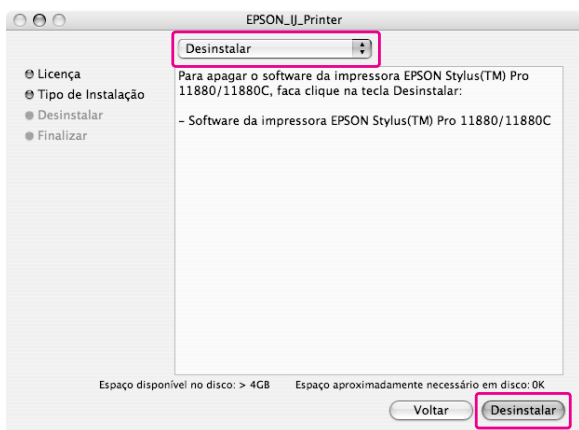 EPSON_IJ_Printer
Desinstalar
Licença
Tipo de Instalação
Desinstalar
Finalizar
Para apagar o software da impressora EPSON Stylus(TM) Pro
11880/11880C, faca clique na tecla Desinstalar:
– Software da impressora EPSON Stylus(TM) Pro 11880/11880C
Espaço disponível no disco: > 4GB Espaço aproximadamente necessário em disco: 0K
Voltar Desinstalar